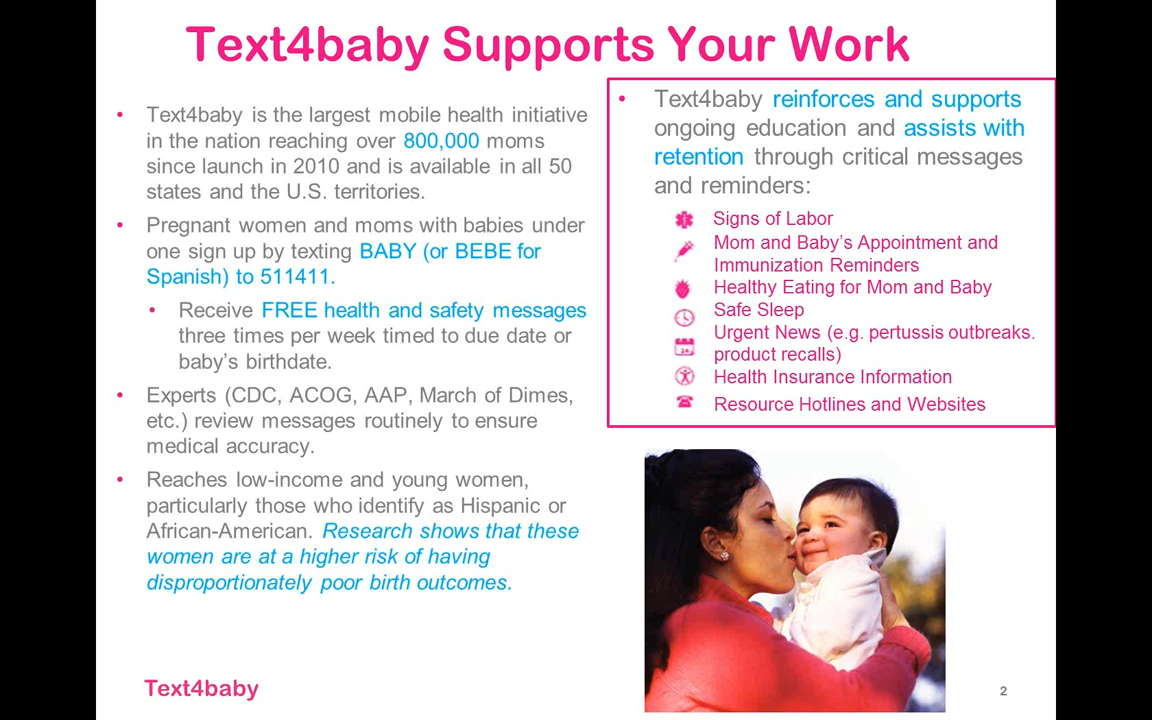 Text4baby Supports Your Work
• Text4baby is the largest mobile health initiative
in the nation reaching over 800,000 moms
since launch in 2010 and is available in all 50
states and the U.S. territories.
• Pregnant women and moms with babies under
one sign up by texting BABY (or BEBE for
Spanish) to 511411.
• Receive FREE health and safety messages
three times per week timed to due date or
baby's birthdate.
• Experts (CDC, ACOG, AAP, March of Dimes,
etc.) review messages routinely to ensure
medical accuracy.
• Reaches low-income and young women,
particularly those who identify as Hispanic or
African-American. Research shows that these
women are at a higher risk of having
disproportionately poor birth outcomes.
• Text4baby reinforces and supports
ongoing education and assists with
retention through critical messages
and reminders:
Signs of Labor
Mom and Baby's Appointment and
Immunization Reminders
Healthy Eating for Mom and Baby
Safe Sleep
Urgent News (e.g. pertussis outbreaks.
product recalls)
Health Insurance Information
Resource Hotlines and Websites
Text4baby
2